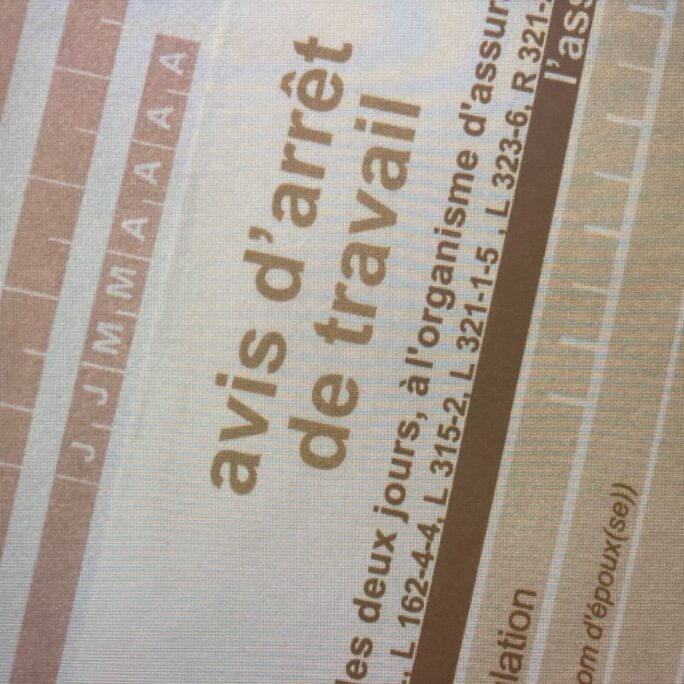 J J M M A A A A
avis d'arrêt
de travail
les deux jours, à l'organisme d'assur
L 162-4-4, L 315-2, L 321-1-5 , L 323-6, R 321-
l'ass
lation
om d'époux(se))